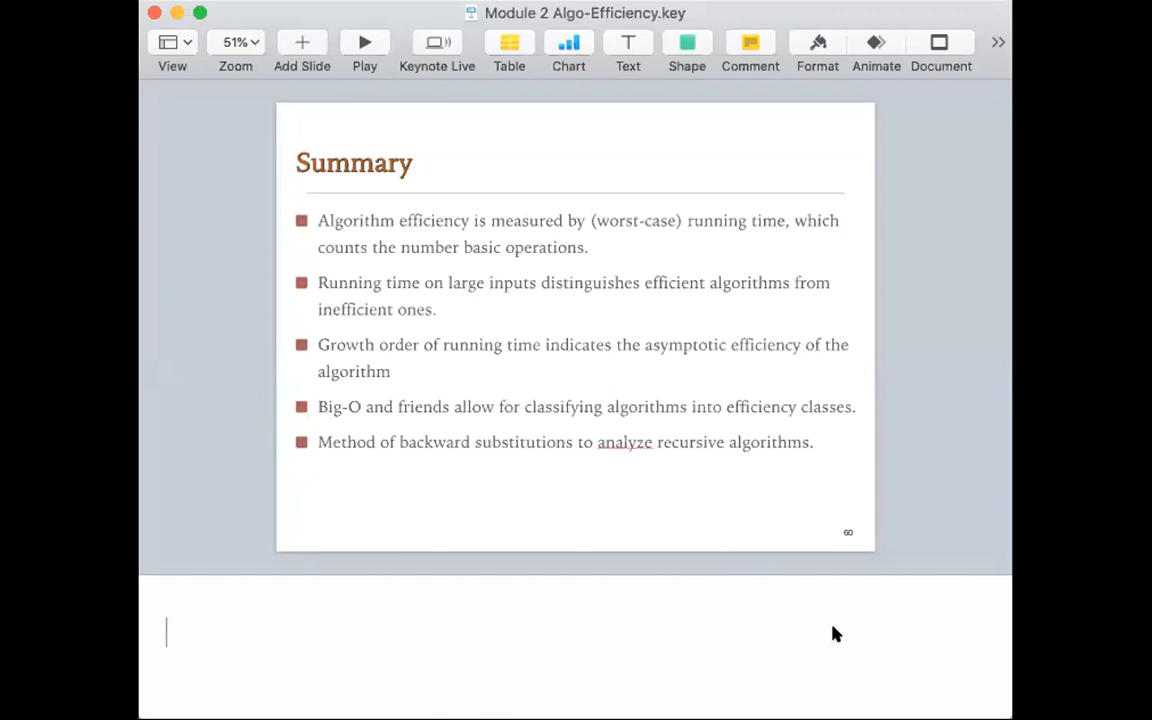 Module 2 Algo-Efficiency.key
51%
View Zoom Add Slide Play Keynote Live Table Chart Text Shape Comment Format Animate Document
Summary
Algorithm efficiency is measured by (worst-case) running time, which
counts the number basic operations.
Running time on large inputs distinguishes efficient algorithms from
inefficient ones.
Growth order of running time indicates the asymptotic efficiency of the
algorithm
Big-O and friends allow for classifying algorithms into efficiency classes.
Method of backward substitutions to analyze recursive algorithms.
60